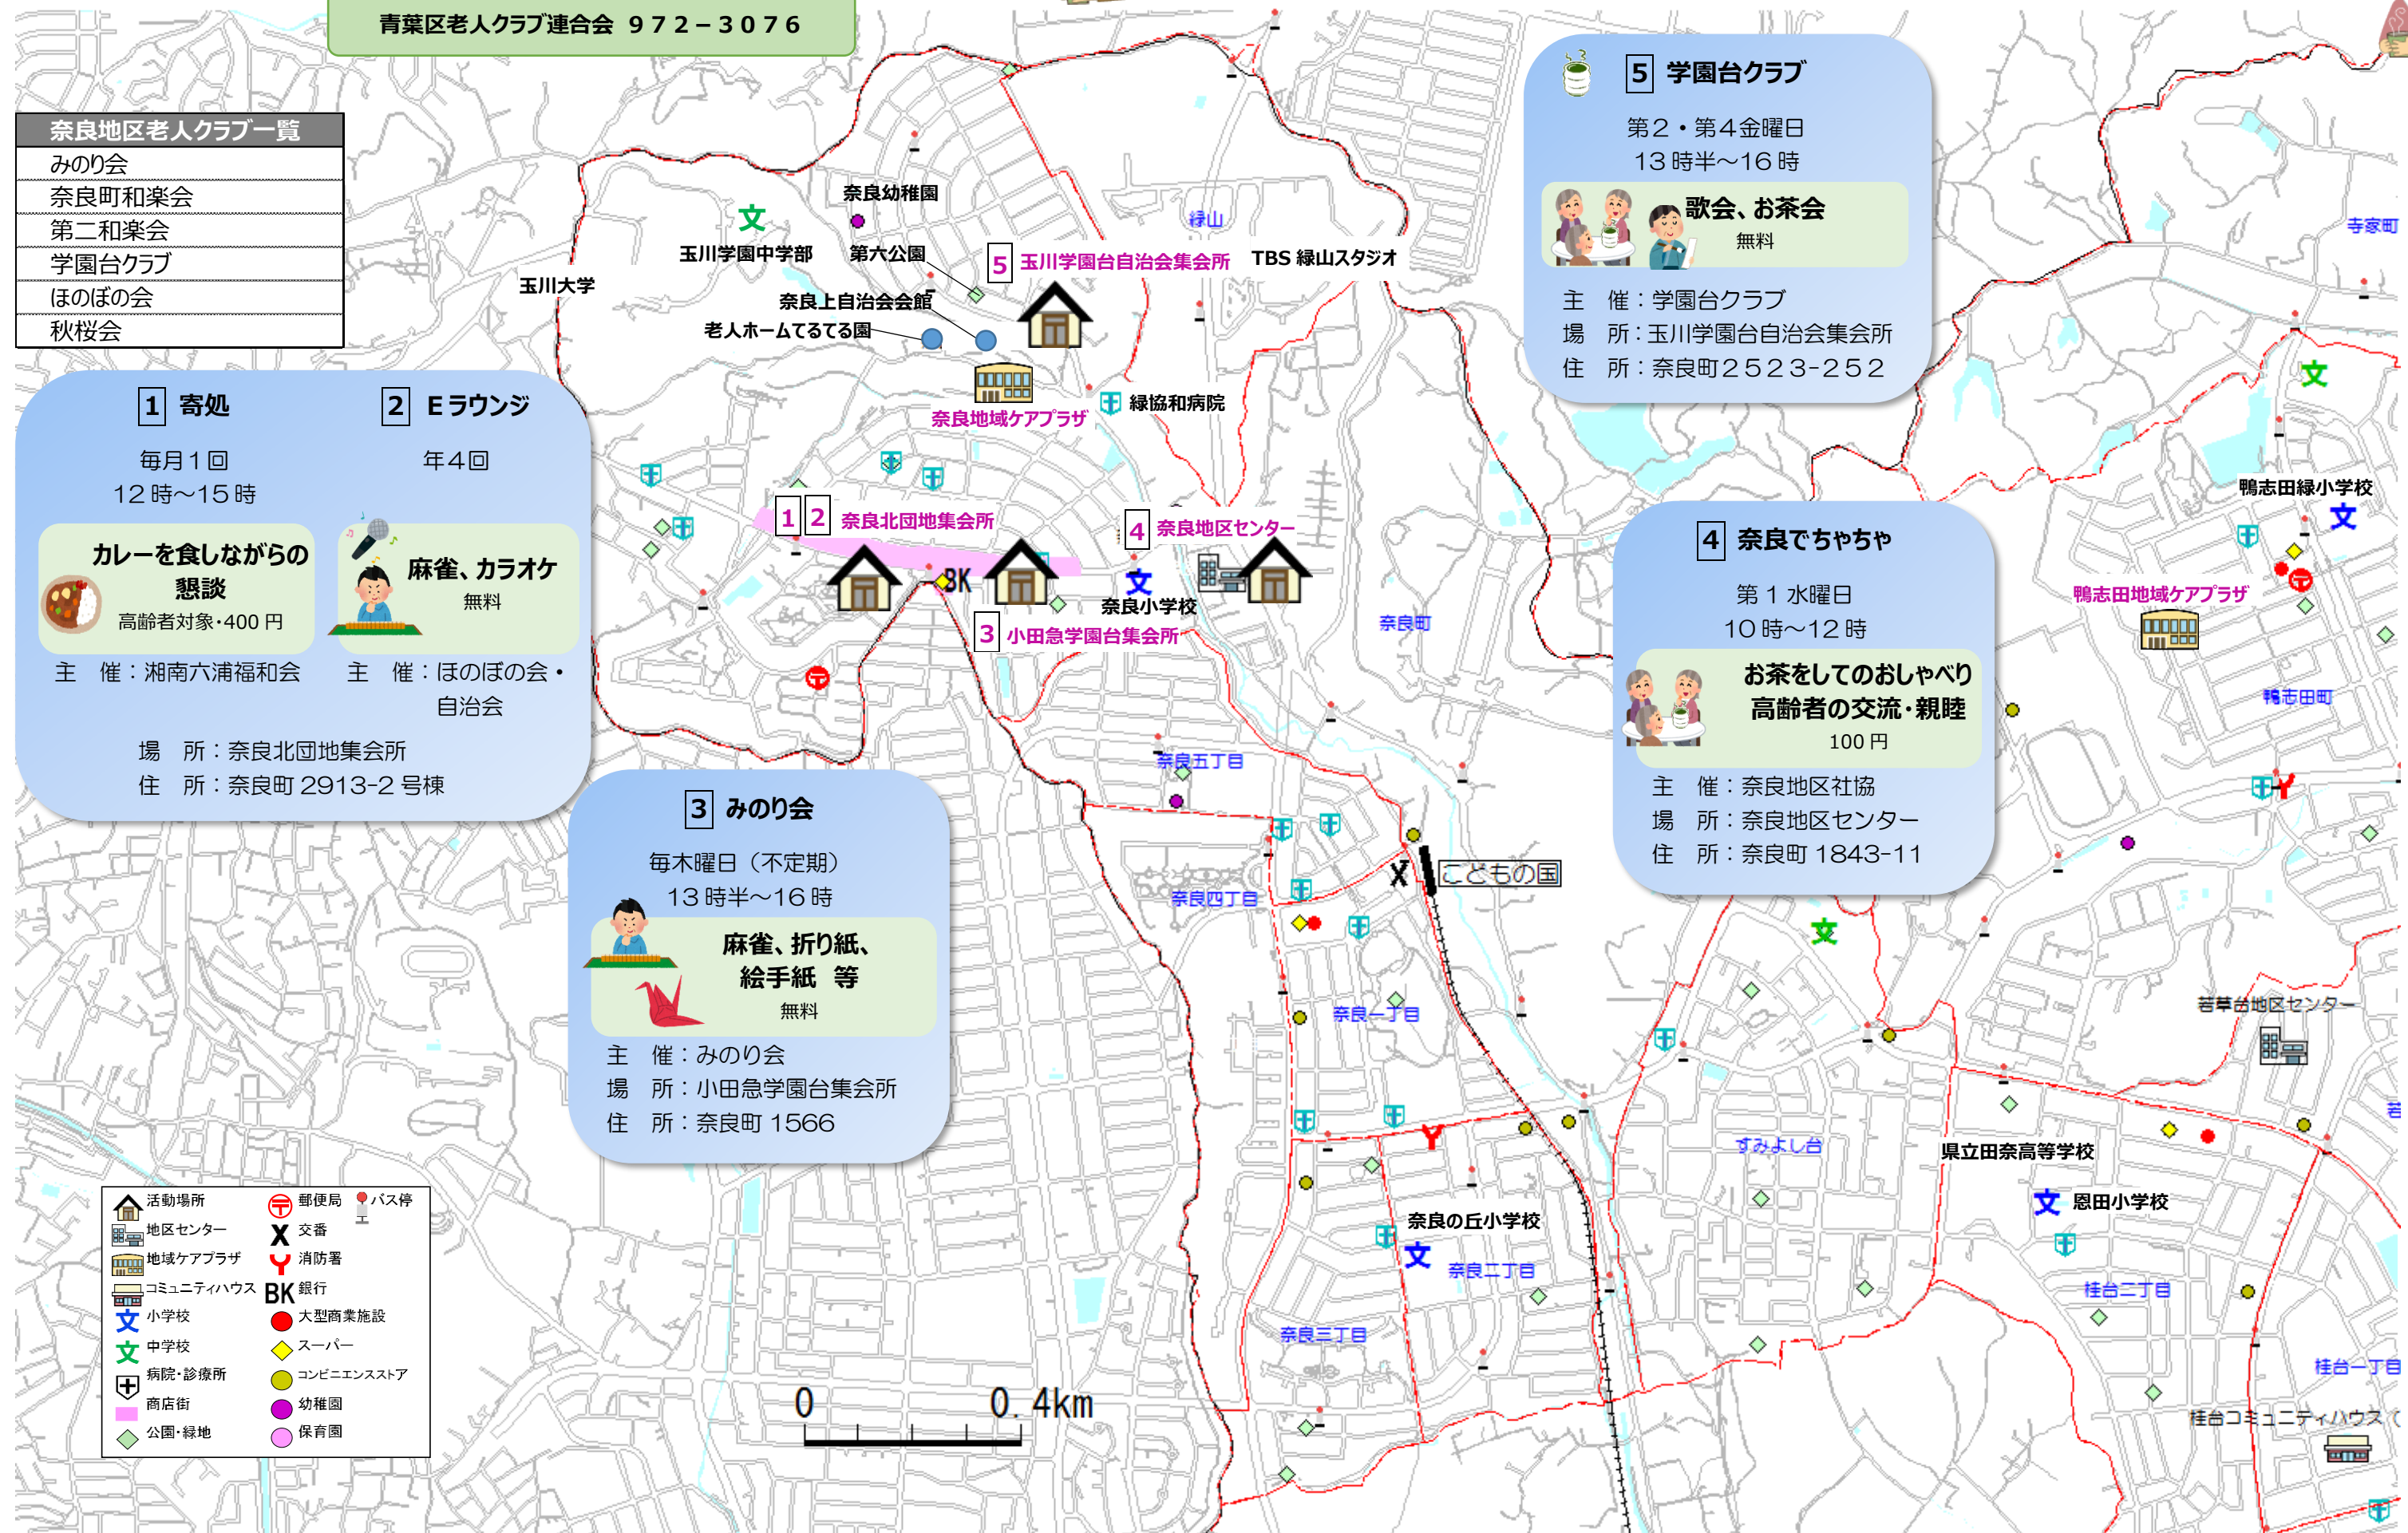 青葉区老人クラブ連合会 ９７２－３０７６
奈良地区老人クラブ一覧
みのり会
奈良町和楽会
第二和楽会
学園台クラブ
ほのぼの会
秋桜会
1 寄処
毎月１回
12時～15時
カレーを食しながらの
懇談
高齢者対象・400円
主　催：湘南六浦福和会
2 Ｅラウンジ
年４回
麻雀、カラオケ
無料
主　催：ほのぼの会・
自治会
場　所：奈良北団地集会所
住　所：奈良町2913-2号棟
3 みのり会
毎木曜日（不定期）
13時半～16時
麻雀、折り紙、
絵手紙　等
無料
主　催：みのり会
場　所：小田急学園台集会所
住　所：奈良町1566
5 学園台クラブ
第２・第４金曜日
13時半～16時
歌会、お茶会
無料
主　催：学園台クラブ
場　所：玉川学園台自治会集会所
住　所：奈良町２５２３-２５２
4 奈良でちゃちゃ
第１水曜日
10時～12時
お茶をしてのおしゃべり
高齢者の交流・親睦
100円
主　催：奈良地区社協
場　所：奈良地区センター
住　所：奈良町1843-11
奈良幼稚園
文
緑山
寺家町
玉川学園中学部
第六公園
5 玉川学園台自治会集会所
TBS緑山スタジオ
玉川大学
奈良上自治会会館
老人ホームてるてる園
文
緑協和病院
奈良地域ケアプラザ
鴨志田緑小学校
文
1 2 奈良北団地集会所
4 奈良地区センター
BK
文
奈良小学校
鴨志田地域ケアプラザ
奈良町
3 小田急学園台集会所
鴨志田町
奈良五丁目
X
こどもの国
奈良四丁目
文
奈良一丁目
若草台地区センター
若
すみよし台
県立田奈高等学校
文
恩田小学校
奈良の丘小学校
文
奈良二丁目
桂台二丁目
奈良三丁目
桂台一丁目
桂台コミュニティハウス（
0　0.4km
活動場所
地区センター
地域ケアプラザ
コミュニティハウス
文 小学校
文 中学校
病院・診療所
商店街
公園・緑地
郵便局
バス停
X 交番
消防署
BK 銀行
大型商業施設
スーパー
コンビニエンスストア
幼稚園
保育園